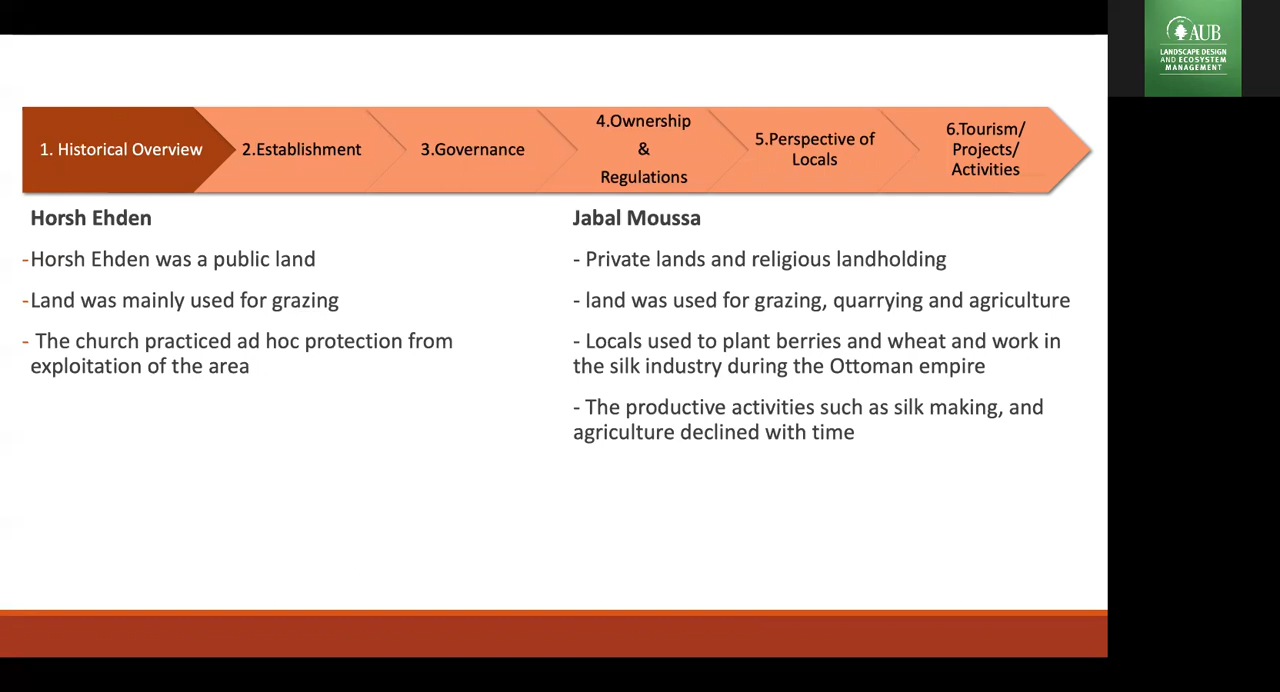 AUB
LANDSCAPE DESIGN
AND ECOSYSTEM
MANAGEMENT
1. Historical Overview
2.Establishment
3.Governance
4.Ownership
&
Regulations
5.Perspective of
Locals
6.Tourism/
Projects/
Activities
Horsh Ehden
-Horsh Ehden was a public land
-Land was mainly used for grazing
- The church practiced ad hoc protection from
exploitation of the area
Jabal Moussa
- Private lands and religious landholding
- land was used for grazing, quarrying and agriculture
- Locals used to plant berries and wheat and work in
the silk industry during the Ottoman empire
- The productive activities such as silk making, and
agriculture declined with time